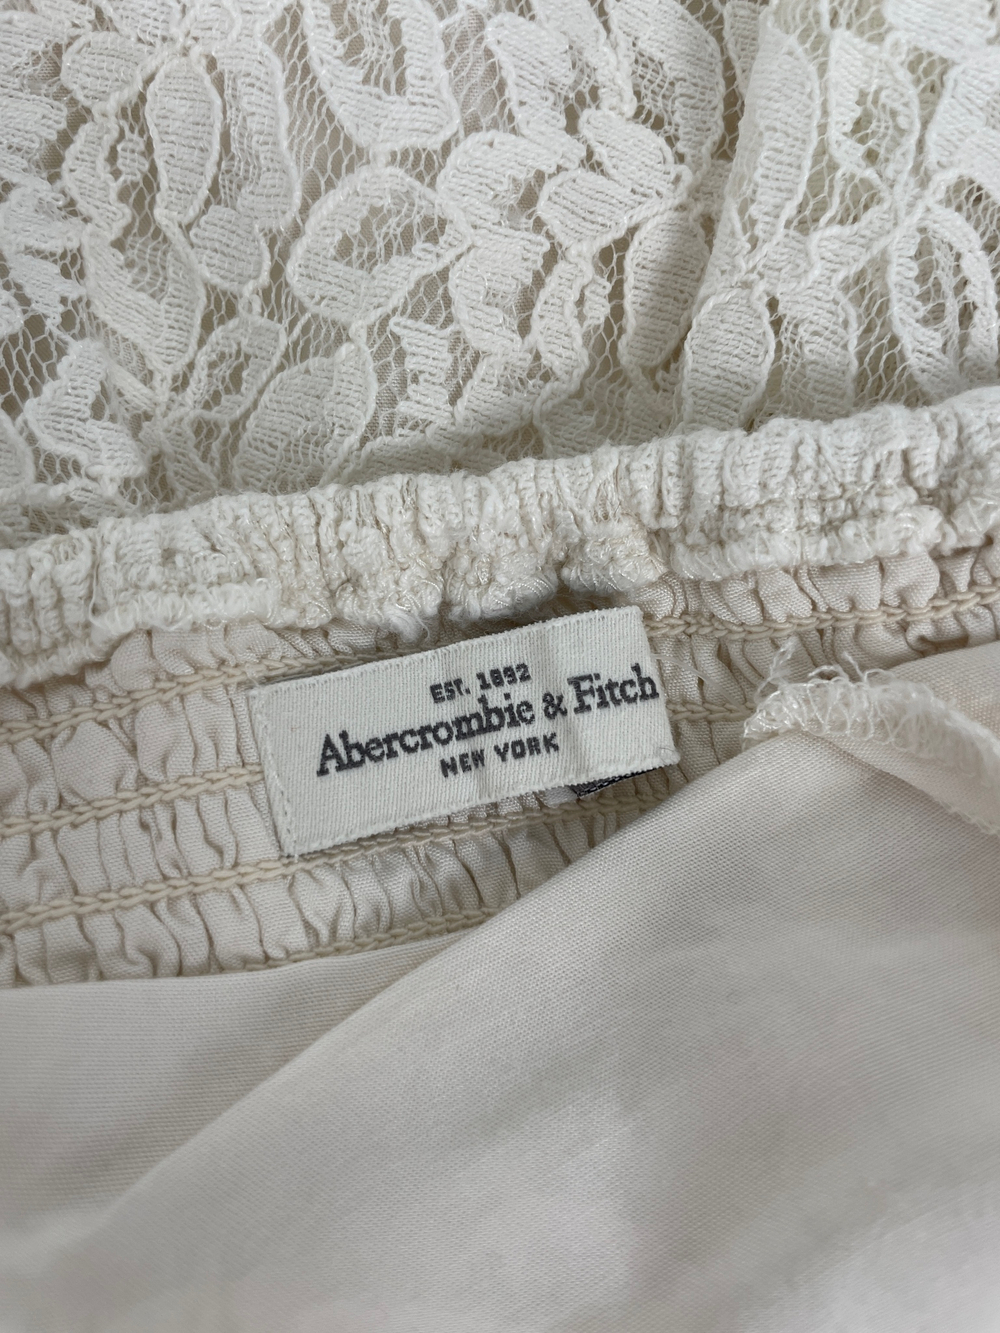 EST. 1892
Abercrombie & Fitch
NEW YORK